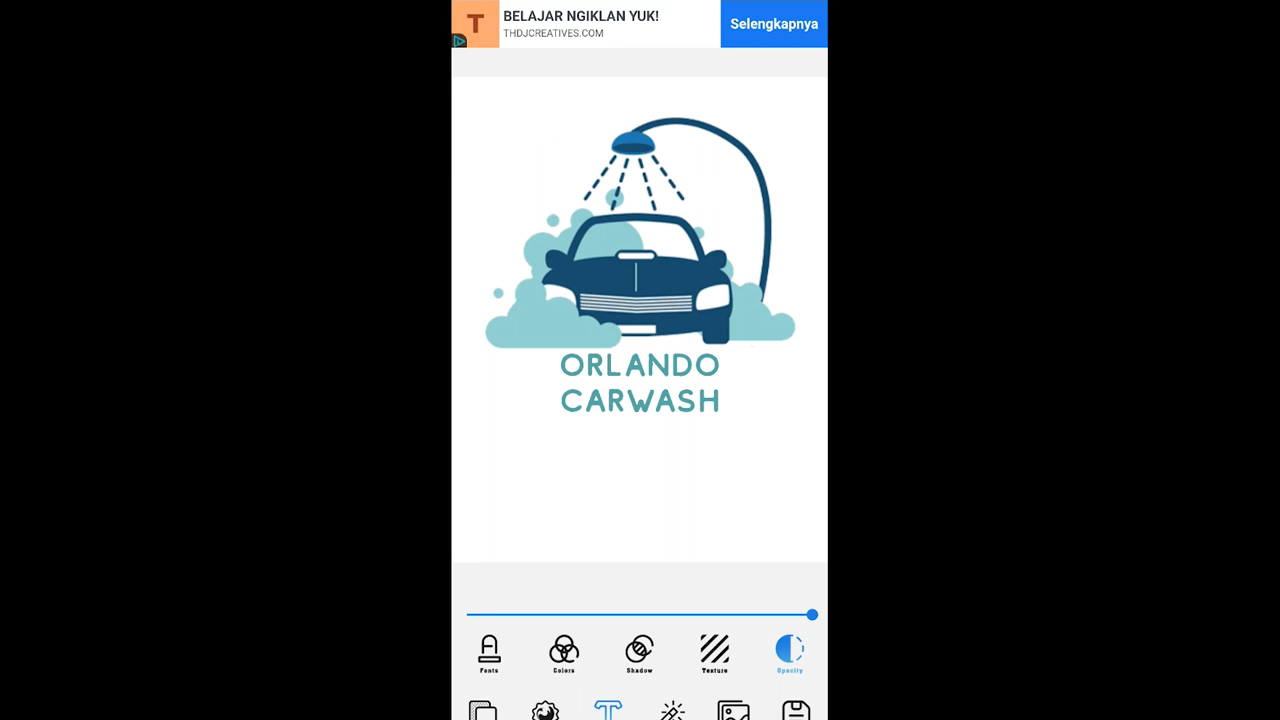 T
BELAJAR NGIKLAN YUK!
THDJCREATIVES.COM
Selengkapnya
ORLANDO
CARWASH
Fonts
Colors
Shadow
Texture
Opacity